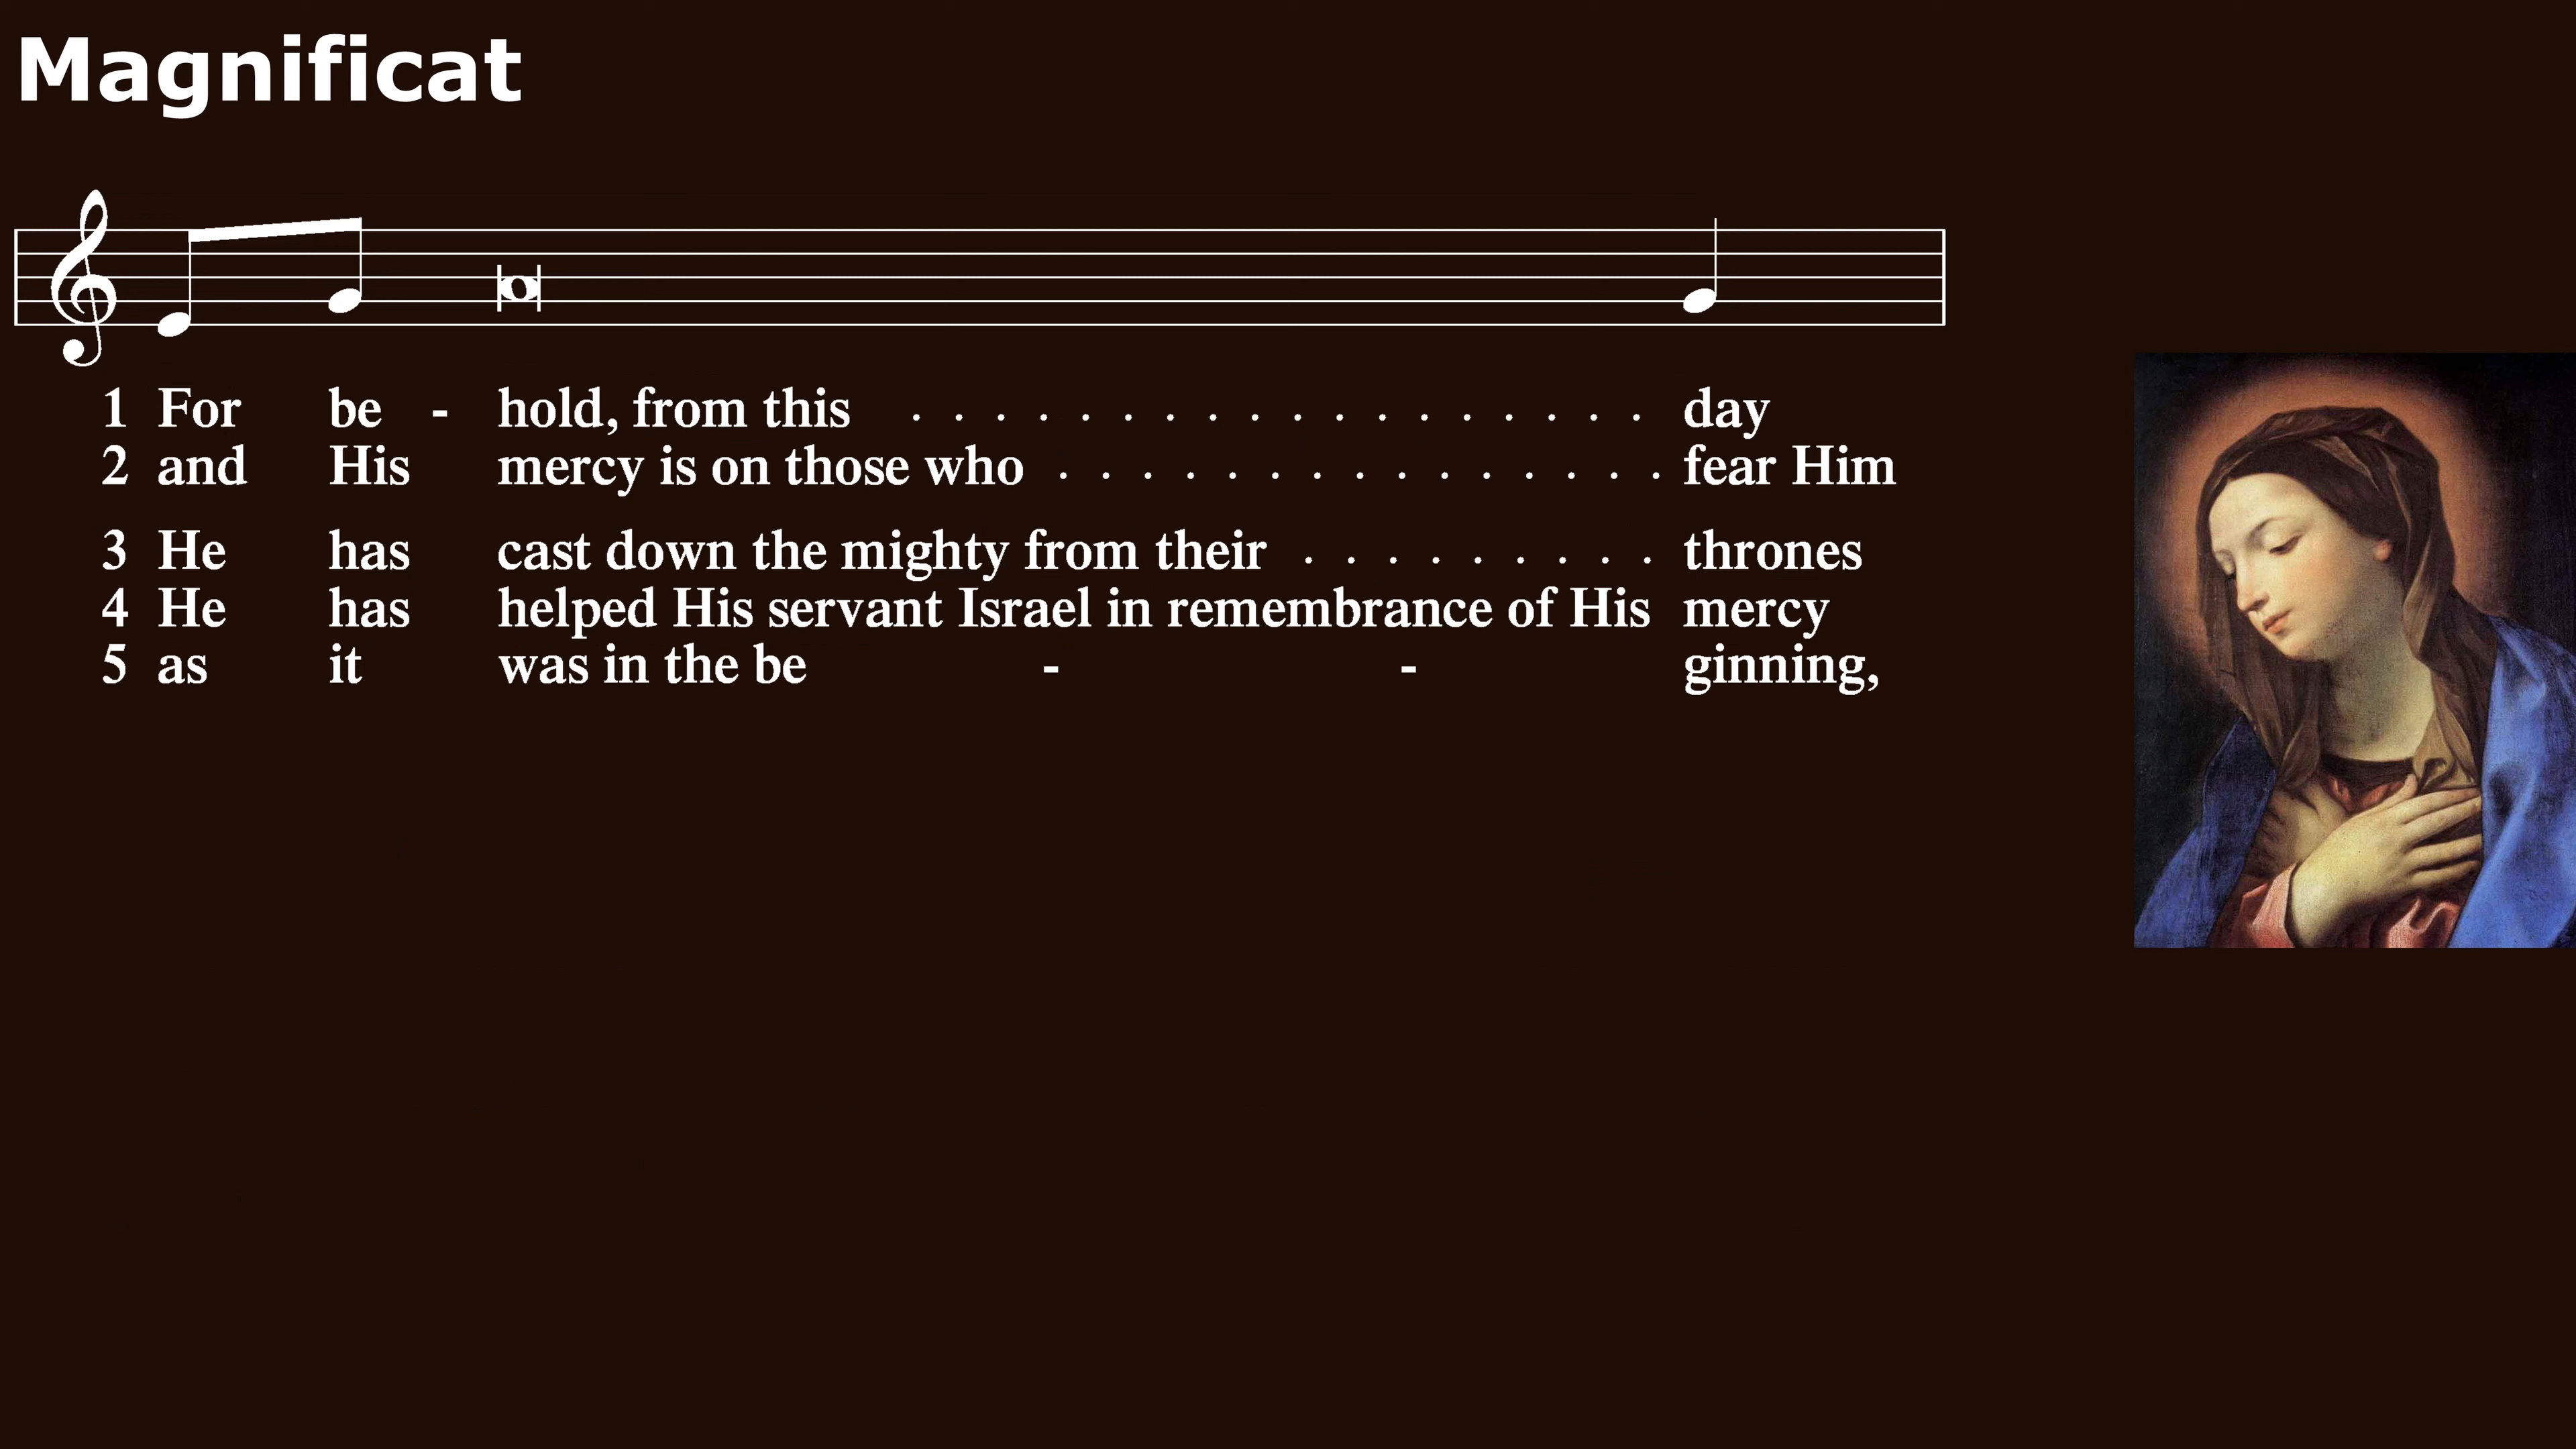 Magnificat
1 For be - hold, from this . . . . . . . . . . . . . . . . . . day
2 and His mercy is on those who . . . . . . . . . . . . . . . fear Him
3 He has cast down the mighty from their . . . . . . . . . thrones
4 He has helped His servant Israel in remembrance of His mercy
5 as it was in the be - - ginning,